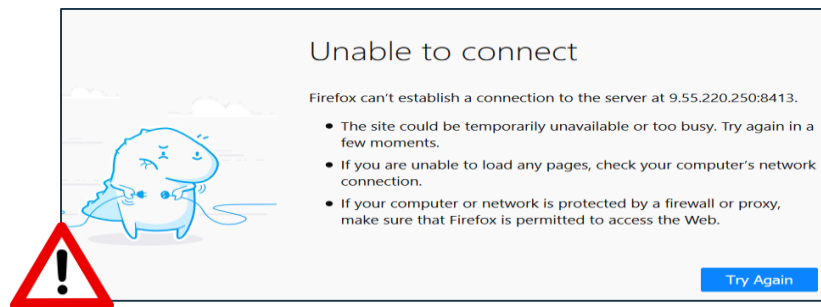 Unable to connect
Firefox can’t establish a connection to the server at 9.55.220.250:8413.
• The site could be temporarily unavailable or too busy. Try again in a
few moments.
• If you are unable to load any pages, check your computer’s network
connection.
• If your computer or network is protected by a firewall or proxy,
make sure that Firefox is permitted to access the Web.
Try Again
!